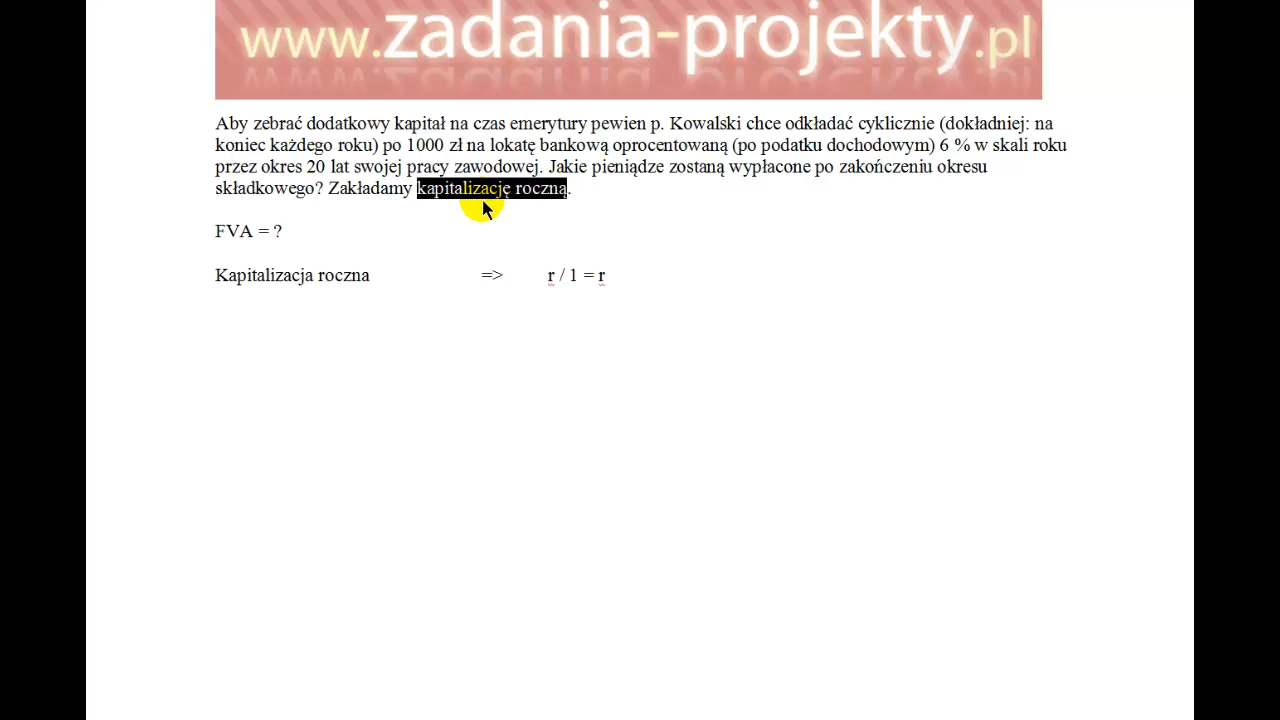 www.zadania-projekty.pl
Aby zebrać dodatkowy kapitał na czas emerytury pewien p. Kowalski chce odkładać cyklicznie (dokładniej: na
koniec każdego roku) po 1000 zł na lokatę bankową oprocentowaną (po podatku dochodowym) 6 % w skali roku
przez okres 20 lat swojej pracy zawodowej. Jakie pieniądze zostaną wypłacone po zakończeniu okresu
składkowego? Zakładamy kapitalizację roczną.
FVA = ?
Kapitalizacja roczna => r / 1 = r